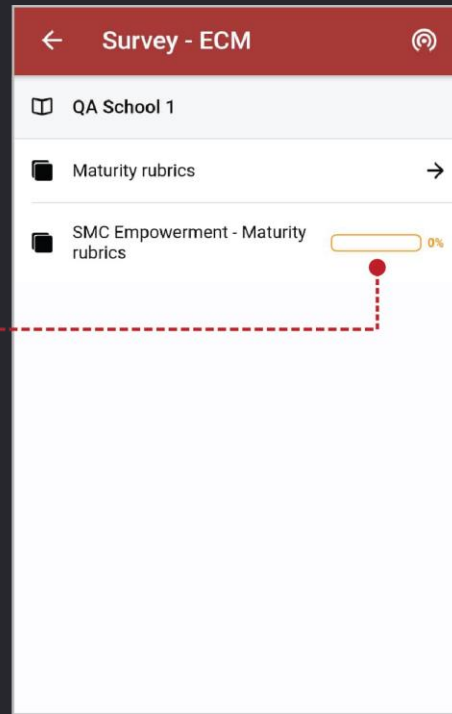 Survey - ECM
QA School 1
Maturity rubrics
SMC Empowerment - Maturity
rubrics
0%